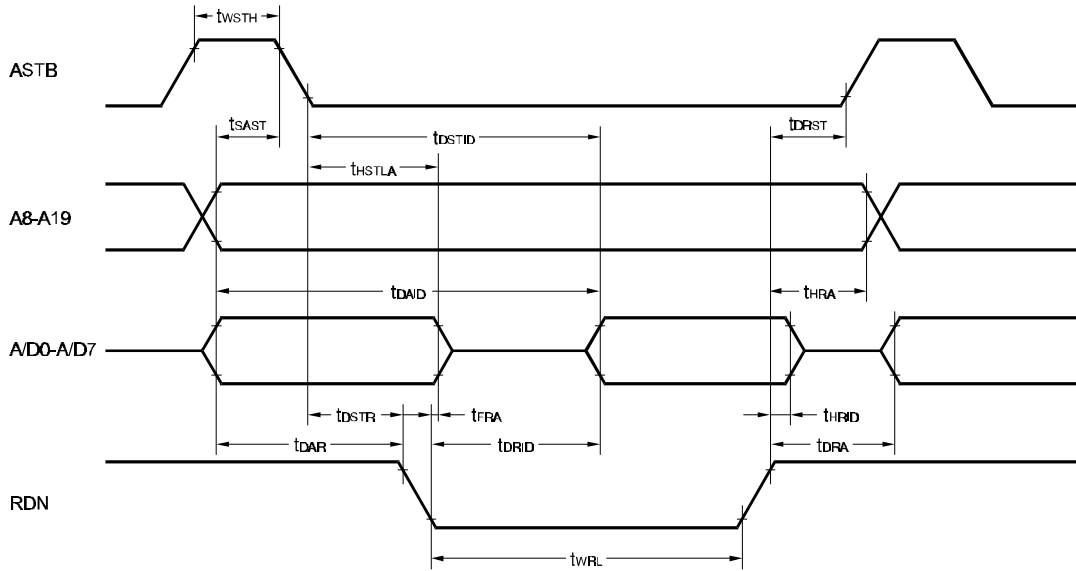 tWSTH
ASTB
tSAST
tDSTID
tDRST
tHSTLA
A8-A19
tDAID
tHRA
A/D0-A/D7
tDSTR
tFRA
tHRID
tDAR
tDRID
tDRA
RDN
tWRL